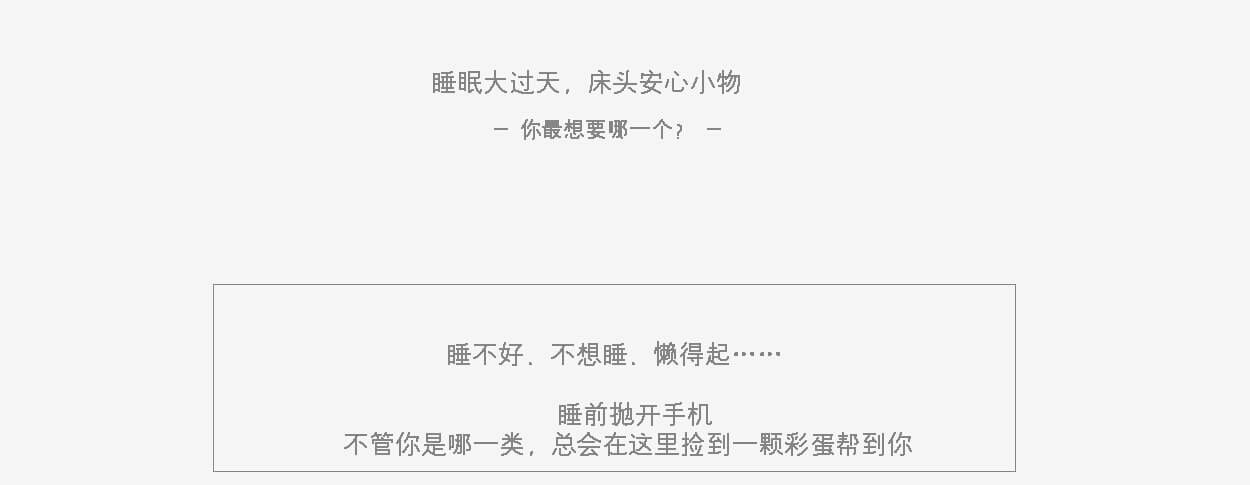 睡眠大过天，床头安心小物
— 你最想要哪一个？ —
睡不好．不想睡．懒得起……
睡前抛开手机
不管你是哪一类，总会在这里捡到一颗彩蛋帮到你